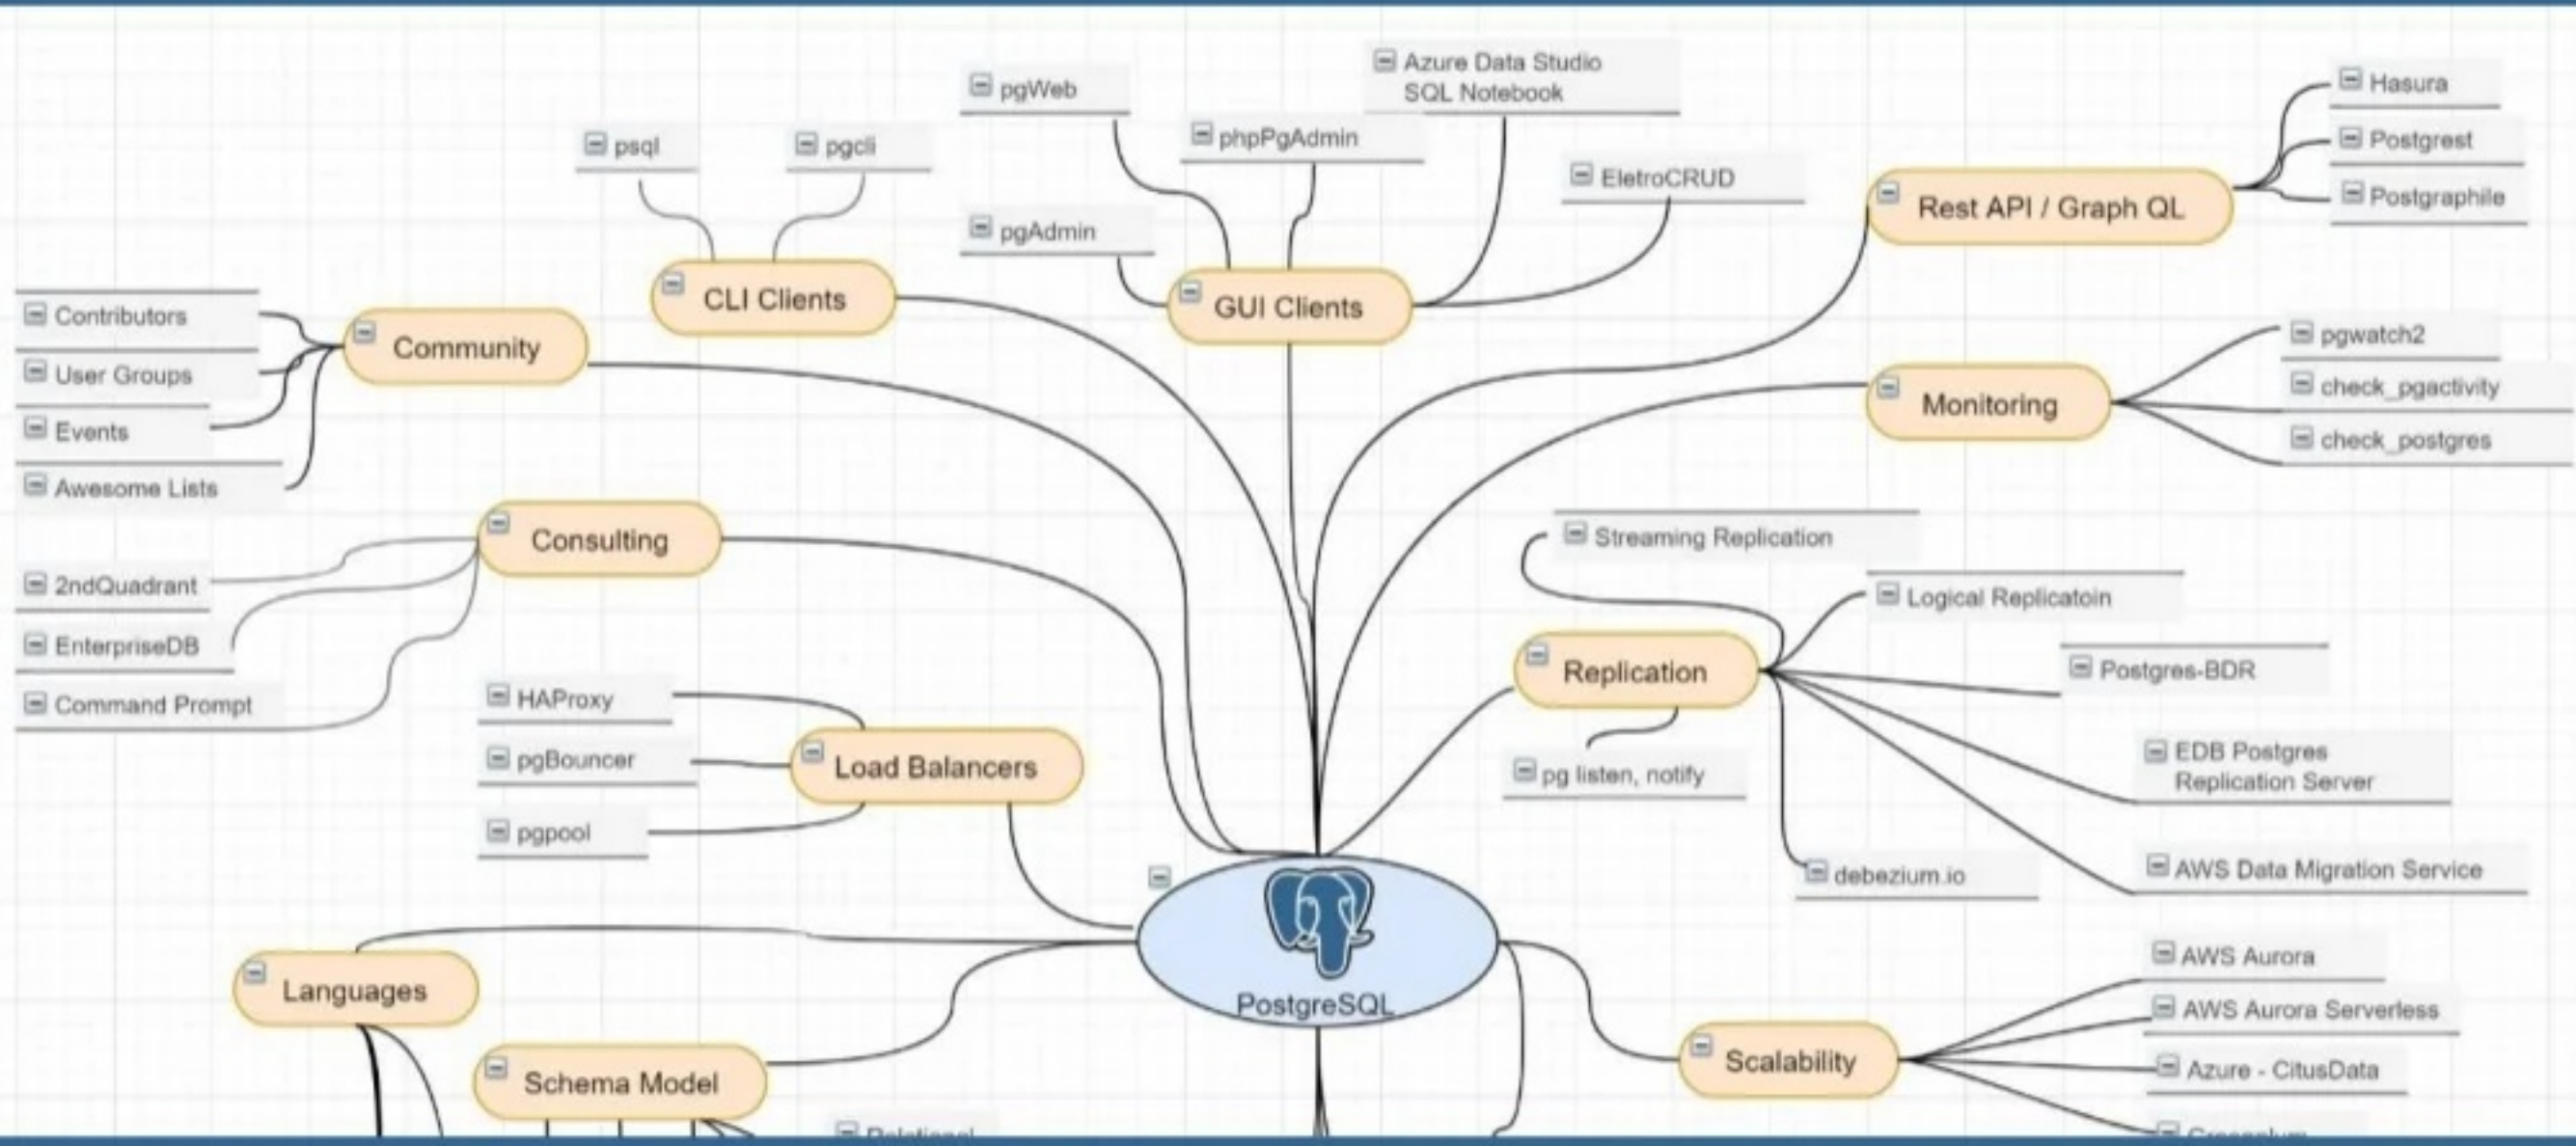 Azure Data Studio
SQL Notebook
pgWeb
phpPgAdmin
psql
pgcli
EletroCRUD
pgAdmin
CLI Clients
GUI Clients
Rest API / Graph QL
Hasura
Postgrest
Postgraphile
Community
Contributors
User Groups
Events
Awesome Lists
Monitoring
pgwatch2
check_pgactivity
check_postgres
Consulting
2ndQuadrant
EnterpriseDB
Command Prompt
Streaming Replication
Logical Replicatoin
Replication
Postgres-BDR
pg listen, notify
EDB Postgres
Replication Server
debezium.io
AWS Data Migration Service
HAProxy
pgBouncer
pgpool
Load Balancers
PostgreSQL
Languages
Schema Model
Relational
Scalability
AWS Aurora
AWS Aurora Serverless
Azure - CitusData